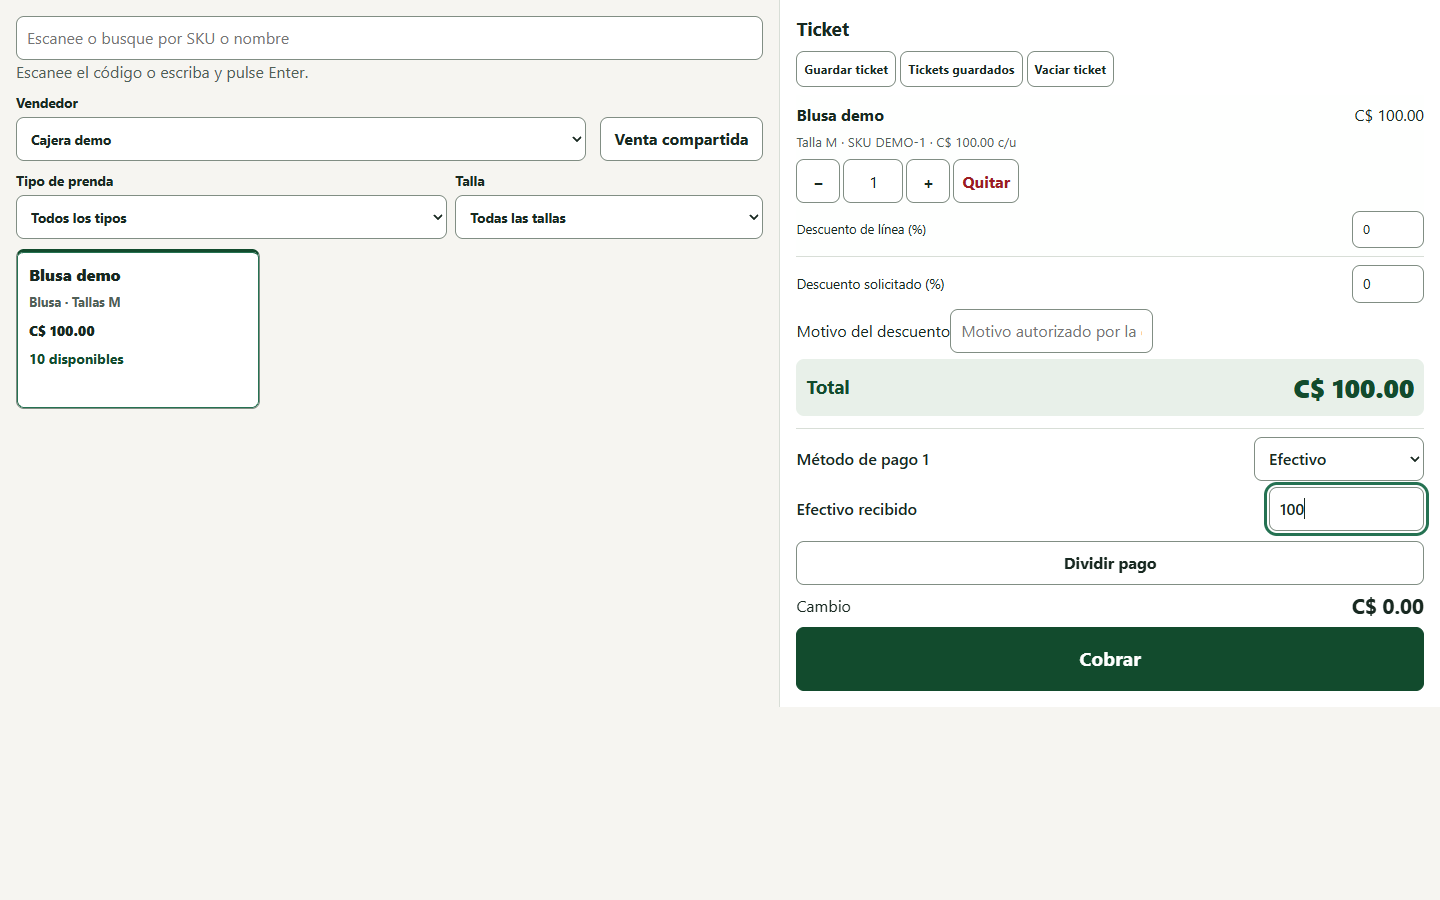 Escanee o busque por SKU o nombre
Escanee el código o escriba y pulse Enter.
Vendedor
Cajera demo
Venta compartida
Tipo de prenda
Talla
Todos los tipos
Todas las tallas
Blusa demo
Blusa · Tallas M
C$ 100.00
10 disponibles
Ticket
Guardar ticket
Tickets guardados
Vaciar ticket
Blusa demo
C$ 100.00
Talla M · SKU DEMO-1 · C$ 100.00 c/u
–
1
+
Quitar
Descuento de línea (%)
0
Descuento solicitado (%)
0
Motivo del descuento
Motivo autorizado por la
Total
C$ 100.00
Método de pago 1
Efectivo
Efectivo recibido
100
Dividir pago
Cambio
C$ 0.00
Cobrar